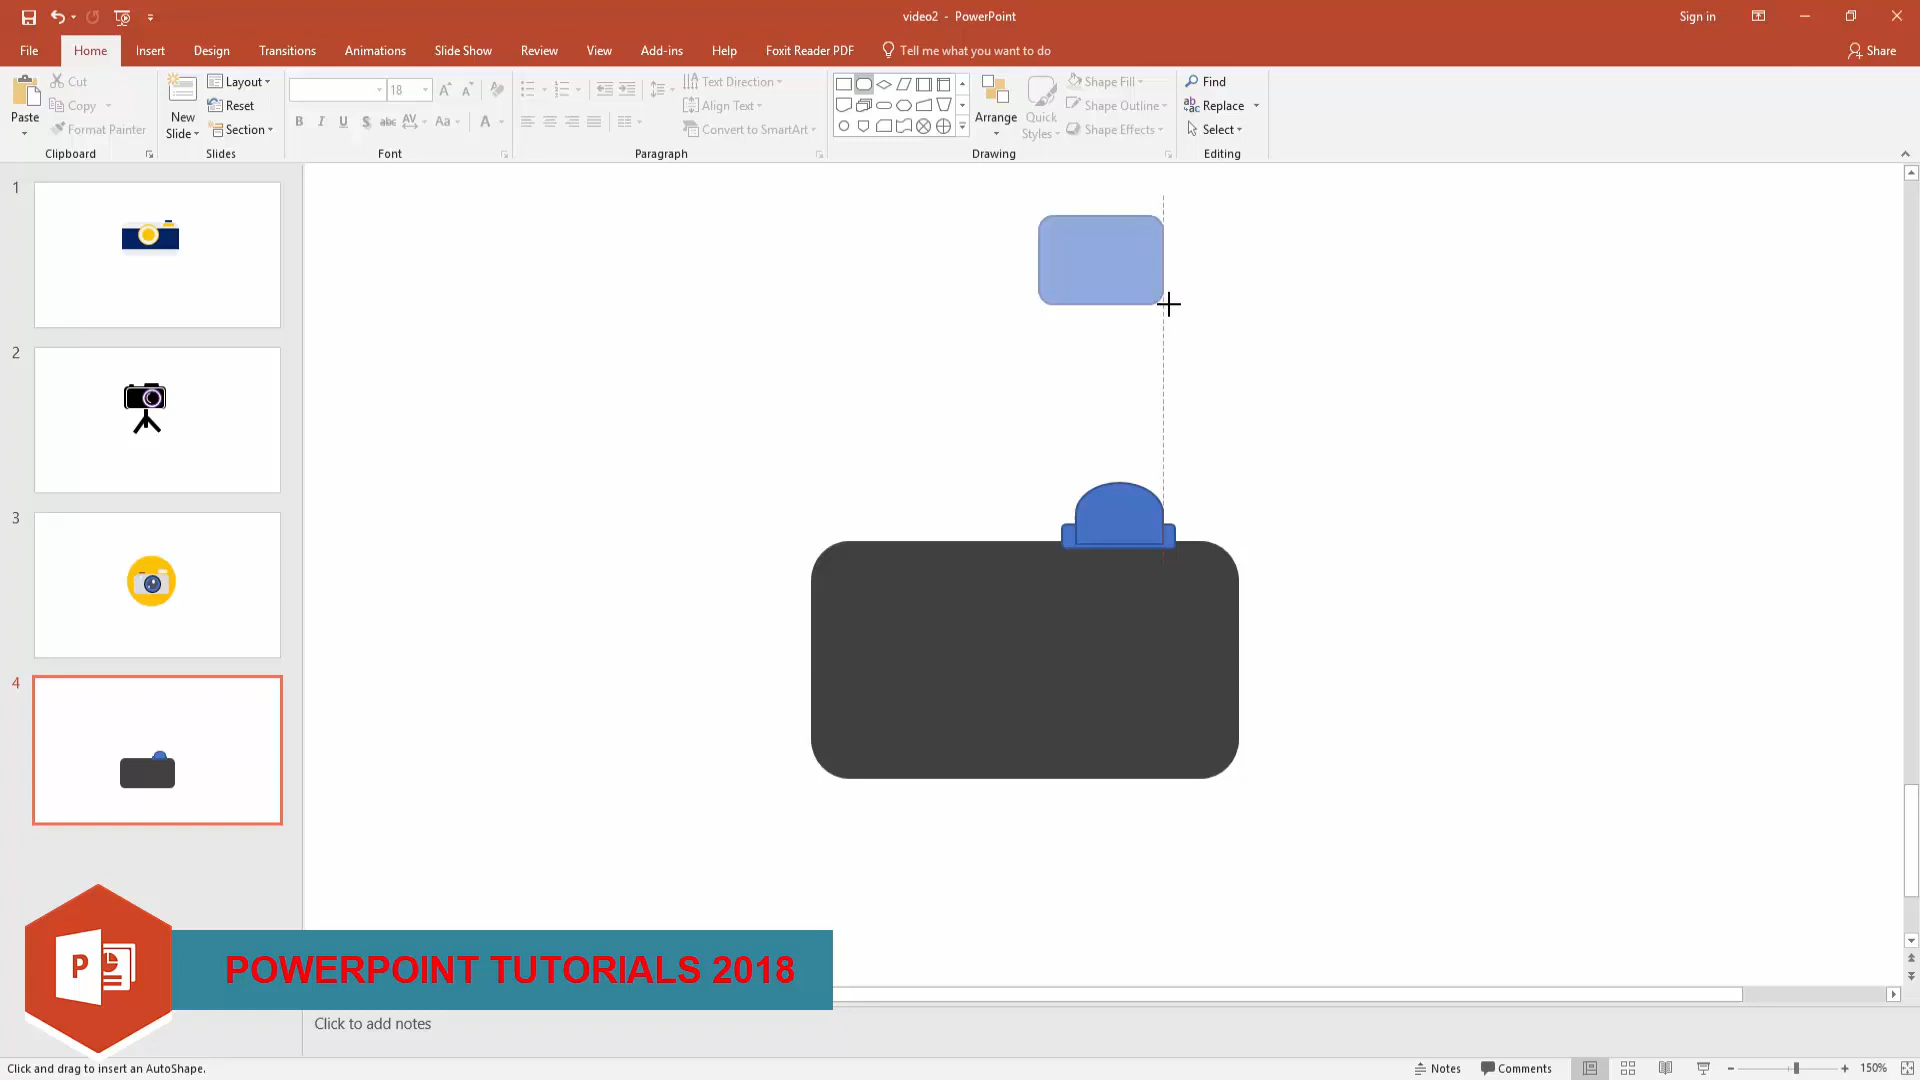 video2 - PowerPoint
Sign in
File Home Insert Design Transitions Animations Slide Show Review View Add-ins Help Foxit Reader PDF Tell me what you want to do Share
Paste
Cut
Copy
Format Painter
Clipboard
New
Slide
Layout
Reset
Section
Slides
18
B I U S abc AV Aa A
Font
Text Direction
Align Text
Convert to SmartArt
Paragraph
Arrange
Quick
Styles
Shape Fill
Shape Outline
Shape Effects
Drawing
Find
Replace
Select
Editing
1
2
3
4
P
POWERPOINT TUTORIALS 2018
Click to add notes
Click and drag to insert an AutoShape.
Notes Comments 150%